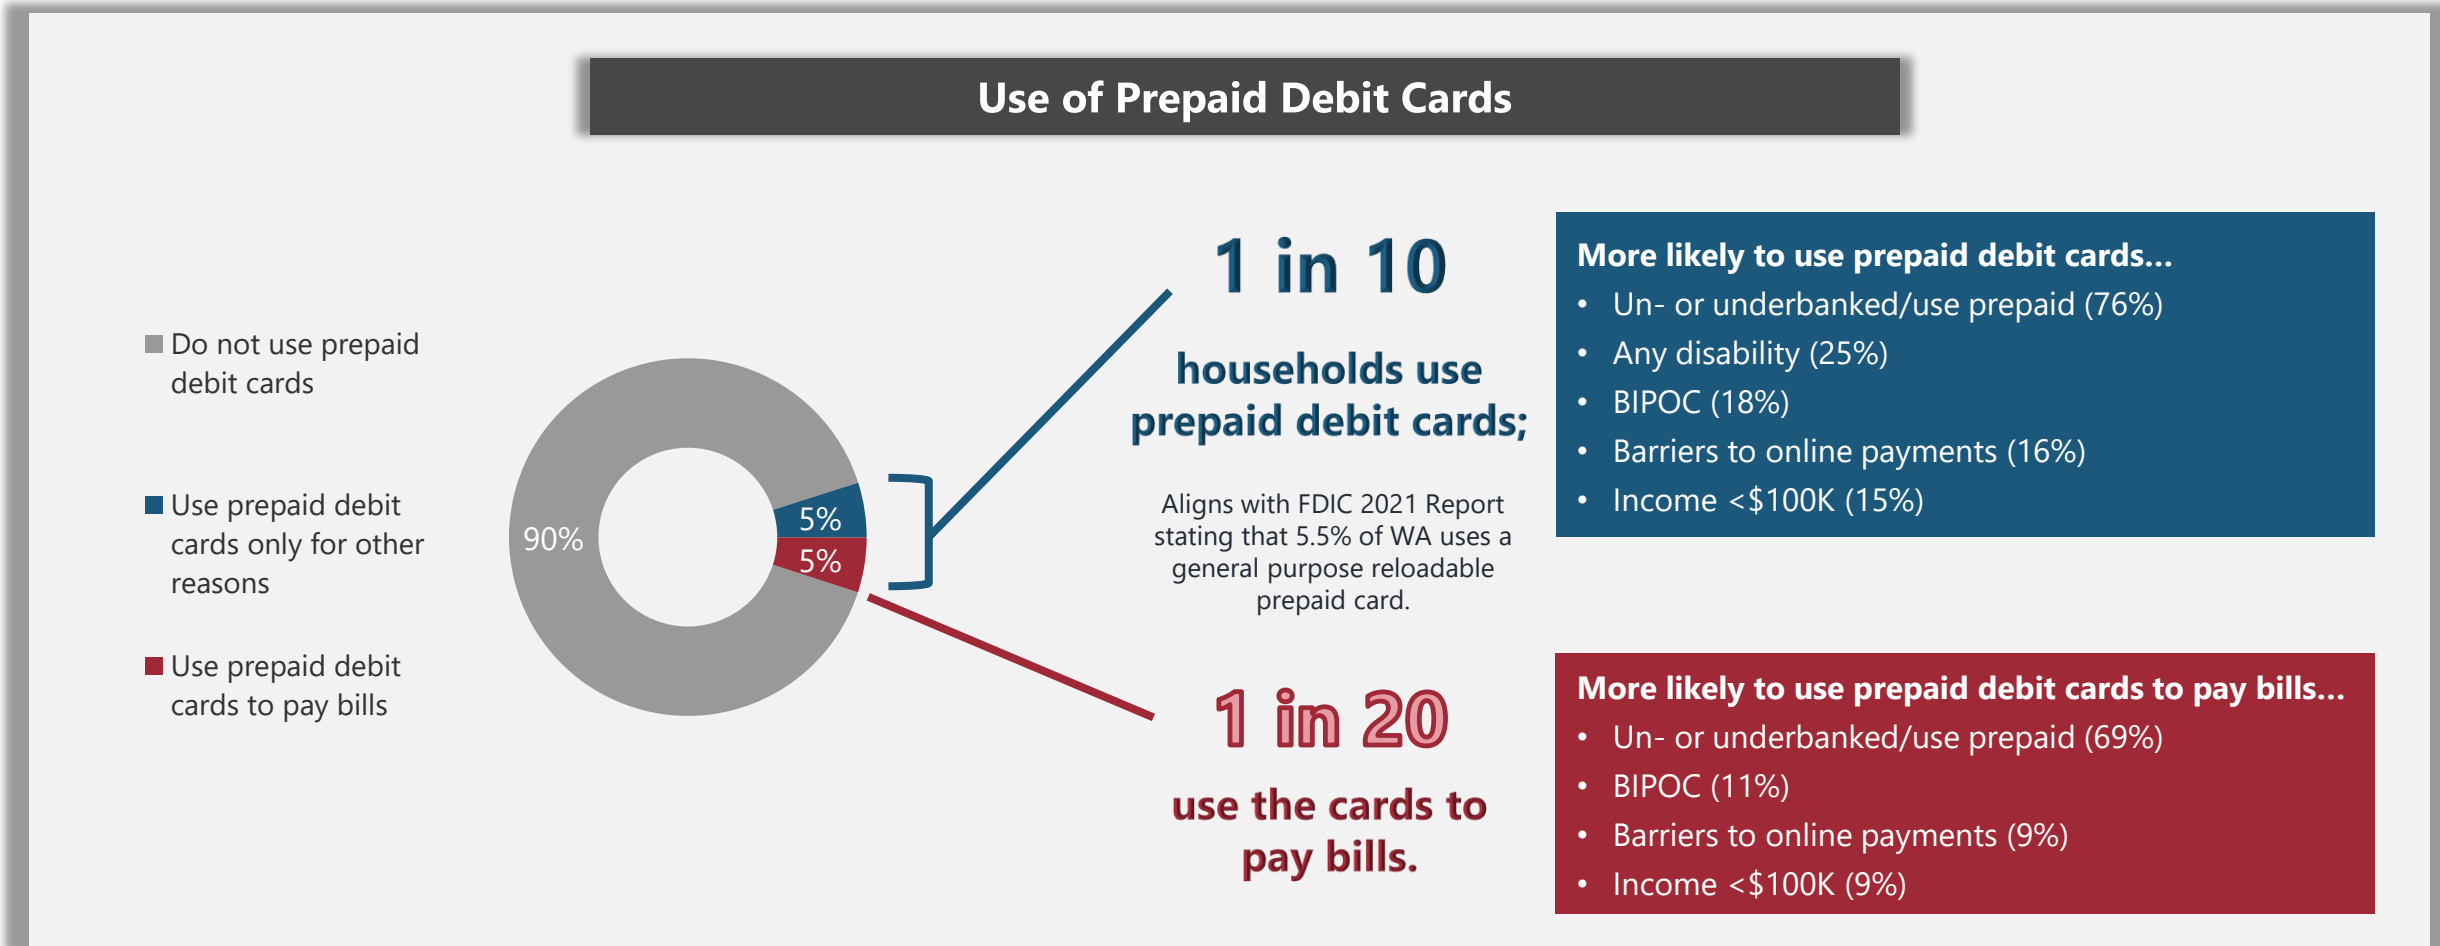 Use of Prepaid Debit Cards
Do not use prepaid
debit cards
Use prepaid debit
cards only for other
reasons
Use prepaid debit
cards to pay bills
90%
5%
5%
1 in 10
households use
prepaid debit cards;
Aligns with FDIC 2021 Report
stating that 5.5% of WA uses a
general purpose reloadable
prepaid card.
1 in 20
use the cards to
pay bills.
More likely to use prepaid debit cards...
• Un- or underbanked/use prepaid (76%)
• Any disability (25%)
• BIPOC (18%)
• Barriers to online payments (16%)
• Income <$100K (15%)
More likely to use prepaid debit cards to pay bills...
• Un- or underbanked/use prepaid (69%)
• BIPOC (11%)
• Barriers to online payments (9%)
• Income <$100K (9%)